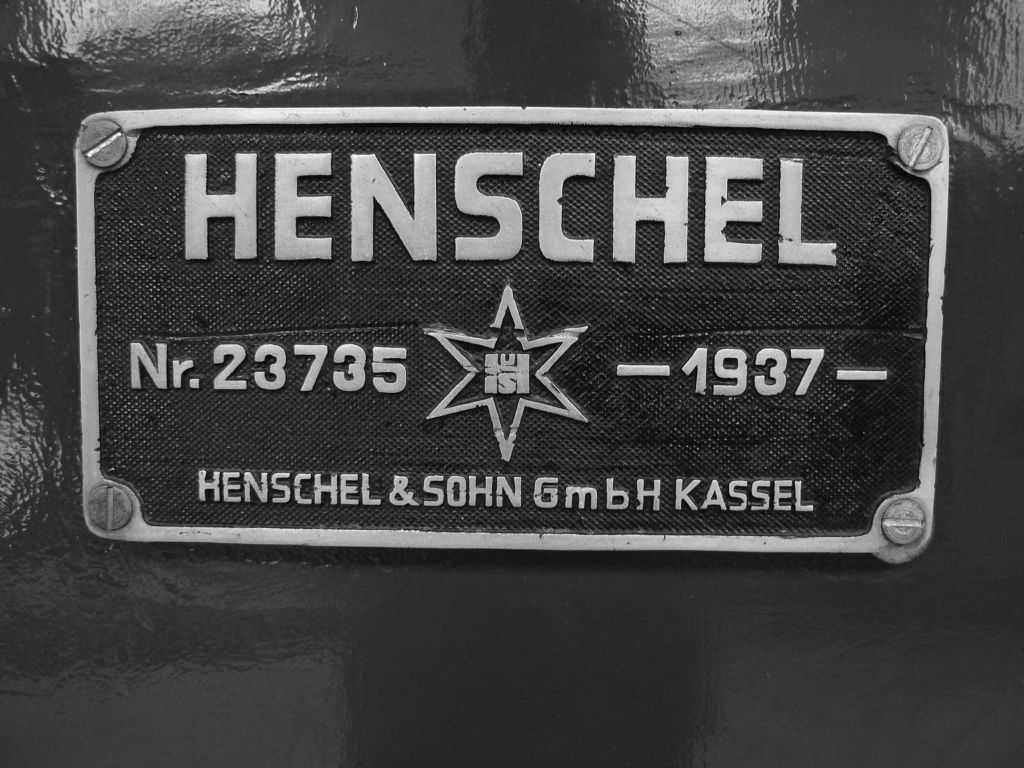 HENSCHEL
Nr. 23735 — 1937 —
HENSCHEL & SOHN GmbH KASSEL